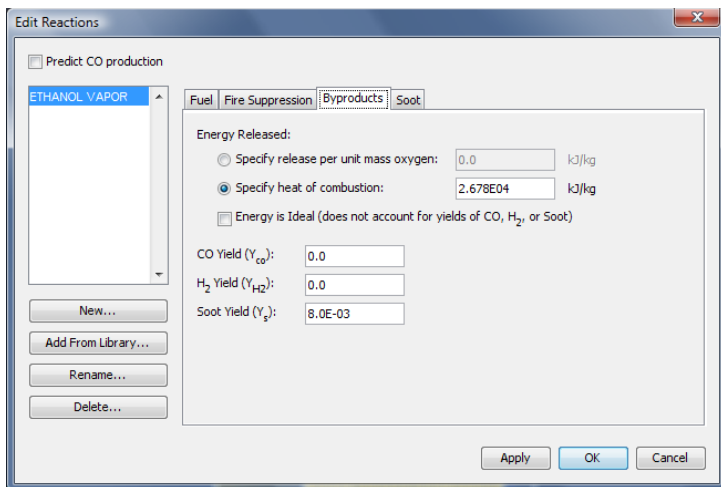 Edit Reactions
Predict CO production
ETHANOL VAPOR
Fuel Fire Suppression Byproducts Soot
Energy Released:
Specify release per unit mass oxygen: 0.0 kJ/kg
Specify heat of combustion: 2.678E04 kJ/kg
Energy is Ideal (does not account for yields of CO, H2, or Soot)
CO Yield (Yco): 0.0
H2 Yield (YH2): 0.0
Soot Yield (Ys): 8.0E-03
New...
Add From Library...
Rename...
Delete...
Apply OK Cancel